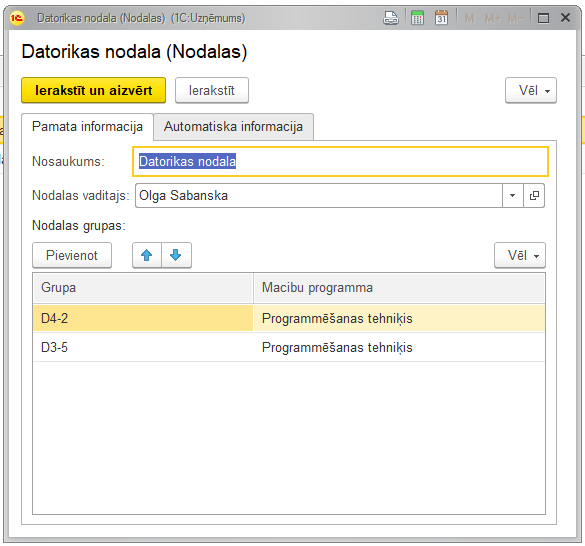 Datorikas nodala (Nodalas) (1C:Uzņēmums)
M M+ M-
Datorikas nodala (Nodalas)
Ierakstīt un aizvērt Ierakstīt Vēl
Pamata informacija Automatiska informacija
Nosaukums: Datorikas nodala
Nodalas vaditajs: Olga Sabanska
Nodalas grupas:
Pievienot Vēl
Grupa Macibu programma
D4-2 Programmēšanas tehniķis
D3-5 Programmēšanas tehniķis